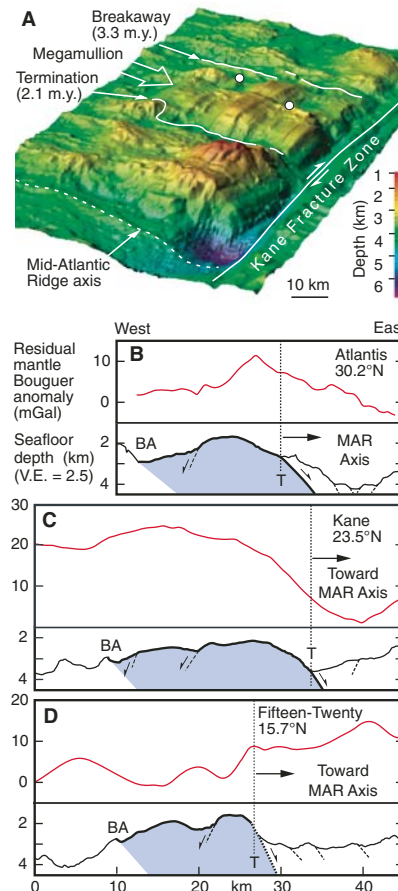 A
Breakaway
(3.3 m.y.)
Megamullion
Termination
(2.1 m.y.)
Mid-Atlantic
Ridge axis
Kane Fracture Zone
10 km
Depth (km)
1
2
3
4
5
6
West
Eas
Residual
mantle
Bouguer
anomaly
(mGal)
10
0
B
Atlantis
30.2°N
Seafloor
depth (km)
(V.E. = 2.5)
2
4
BA
T
MAR
Axis
30
20
10
0
C
Kane
23.5°N
Toward
MAR Axis
2
4
BA
T
20
10
0
D
Fifteen-Twenty
15.7°N
Toward
MAR Axis
2
4
BA
T
0
10
20
km
30
40